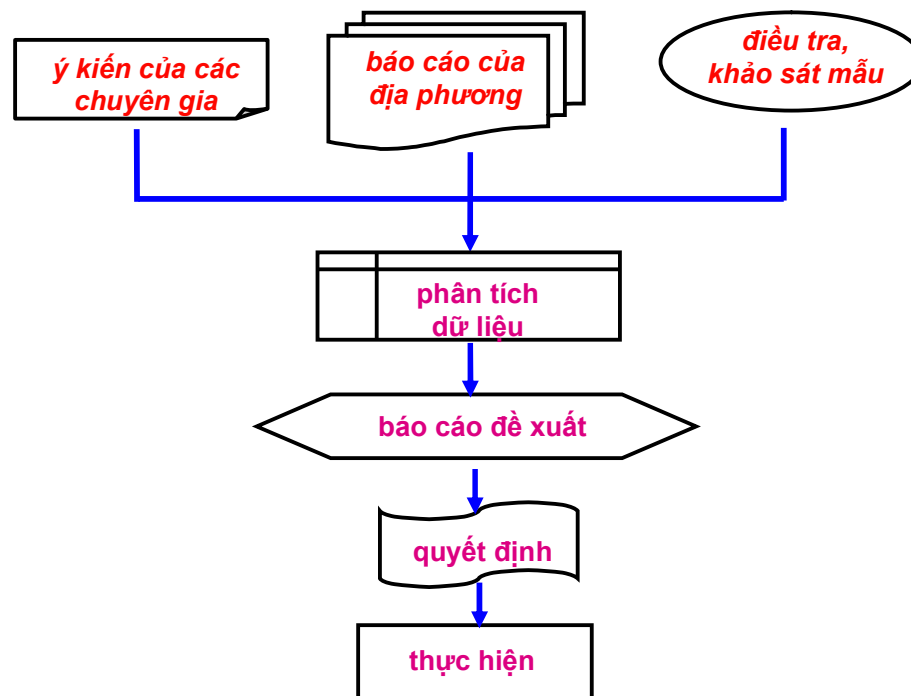 ý kiến của các
chuyên gia
báo cáo của
địa phương
điều tra,
khảo sát mẫu
phân tích
dữ liệu
báo cáo đề xuất
quyết định
thực hiện